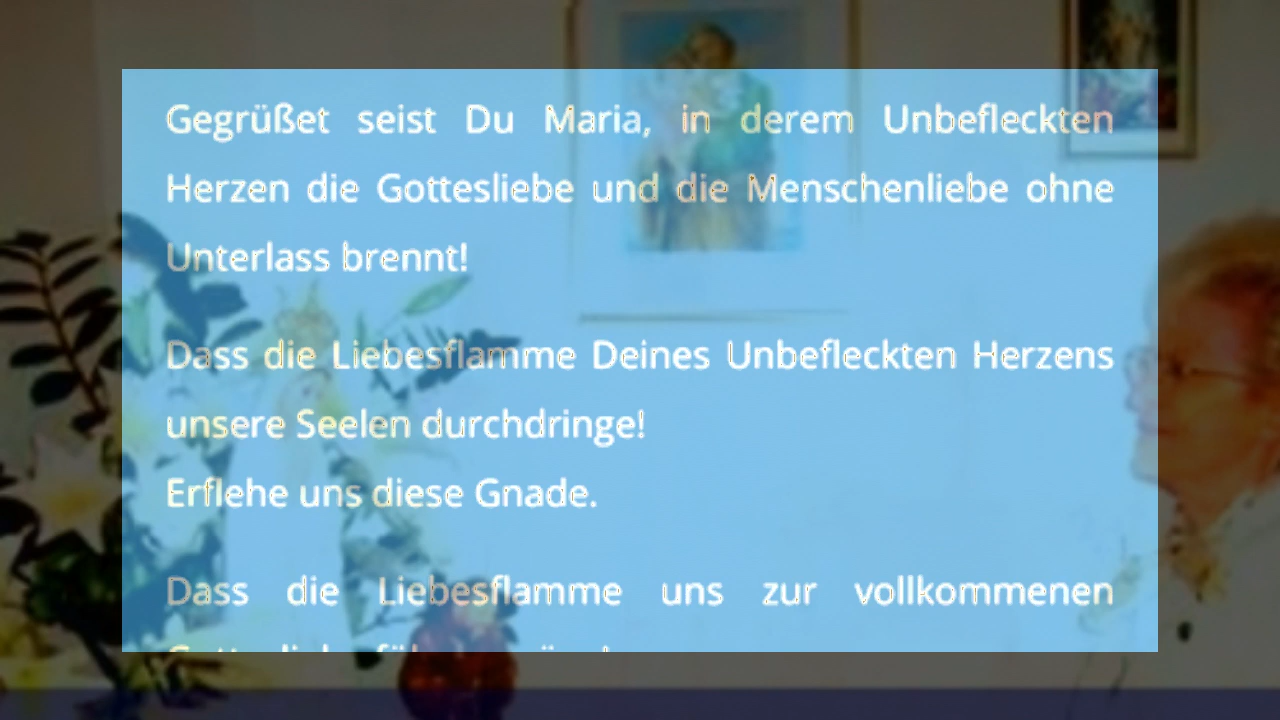 Gegrüßet seist Du Maria, in derem Unbefleckten
Herzen die Gottesliebe und die Menschenliebe ohne
Unterlass brennt!
Dass die Liebesflamme Deines Unbefleckten Herzens
unsere Seelen durchdringe!
Erflehe uns diese Gnade.
Dass die Liebesflamme uns zur vollkommenen